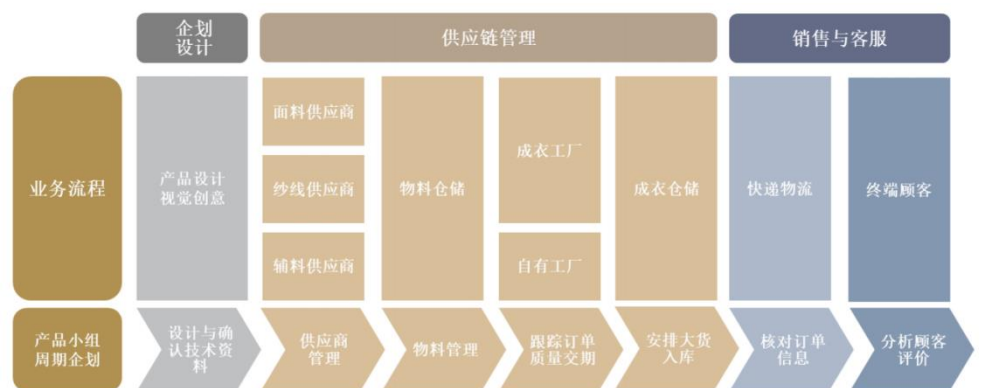 企划
设计
供应链管理
销售与客服
业务流程
产品设计
视觉创意
面料供应商
纱线供应商
辅料供应商
物料仓储
成衣工厂
自有工厂
成衣仓储
快递物流
终端顾客
产品小组
周期企划
设计与确
认技术资
料
供应商
管理
物料管理
跟踪订单
质量交期
安排大货
入库
核对订单
信息
分析顾客
评价